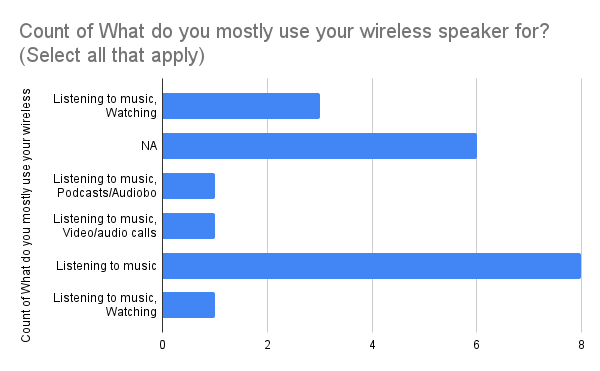 Count of What do you mostly use your wireless speaker for?
(Select all that apply)
Count of What do you mostly use your wireless
Listening to music,
Watching
NA
Listening to music,
Podcasts/Audiobo
Listening to music,
Video/audio calls
Listening to music
Listening to music,
Watching
0 2 4 6 8